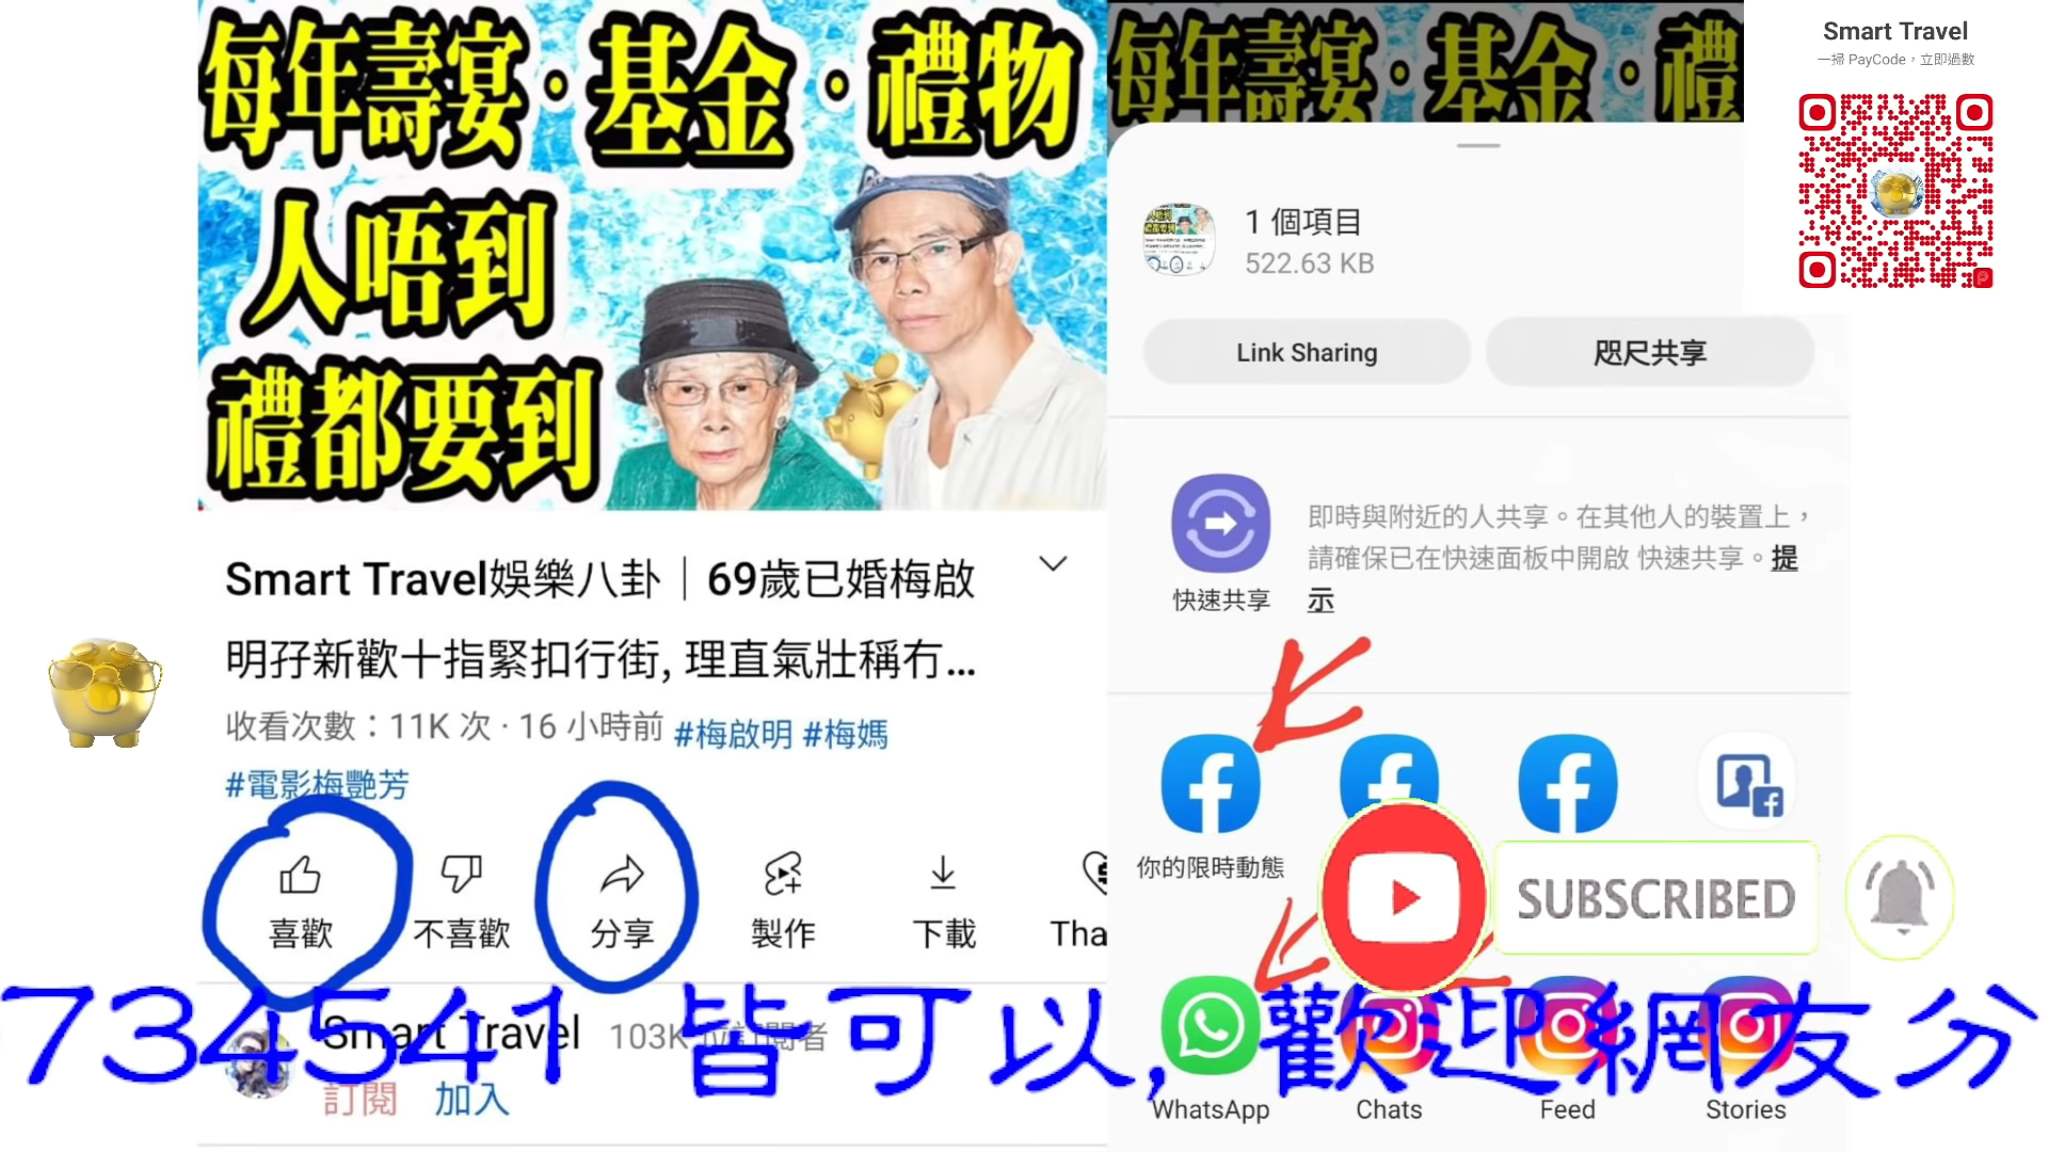 每年壽宴·基金·禮物
人唔到
禮都要到
Smart Travel娛樂八卦｜69歲已婚梅啟
明孖新歡十指緊扣行街, 理直氣壯稱冇...
收看次數：11K 次 · 16 小時前 #梅啟明 #梅媽
#電影梅艷芳
喜歡
不喜歡
分享
製作
下載
Tha
Smart Travel 103K 位訂閱者
訂閱 加入
每年壽宴·基金·禮
1 個項目
522.63 KB
Link Sharing
咫尺共享
快速共享
即時與附近的人共享。在其他人的裝置上，
請確保已在快速面板中開啟 快速共享。提
示
你的限時動態
SUBSCRIBED
WhatsApp
Chats
Feed
Stories
Smart Travel
一掃 PayCode，立即過數
734541 皆可以, 歡迎網友分